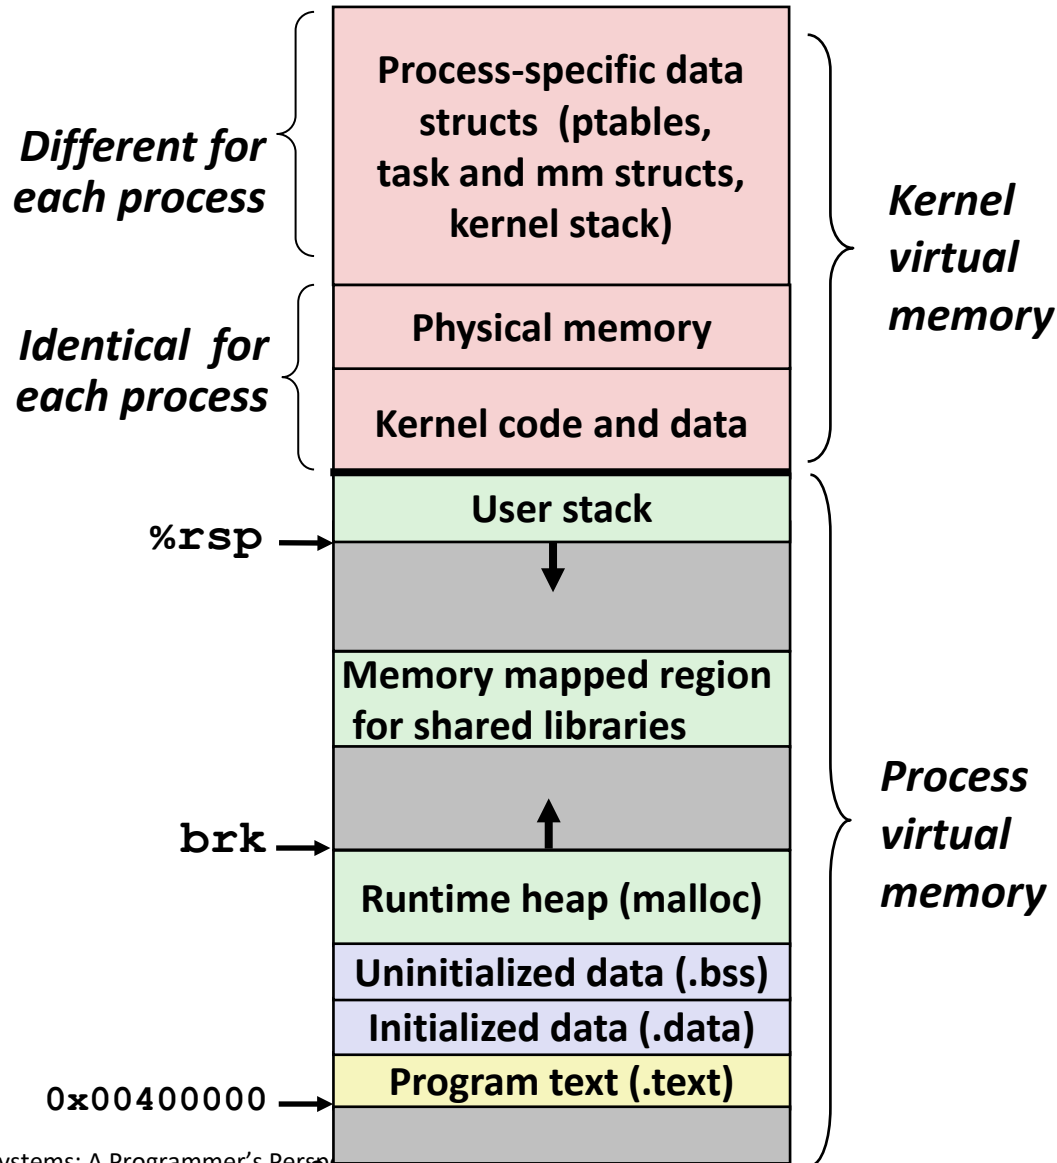 Process-specific data
structs (ptables,
task and mm structs,
kernel stack)
Different for
each process
Kernel
virtual
memory
Physical memory
Identical for
each process
Kernel code and data
User stack
%rsp
Memory mapped region
for shared libraries
Process
virtual
memory
brk
Runtime heap (malloc)
Uninitialized data (.bss)
Initialized data (.data)
Program text (.text)
0x00400000
A Programmer's